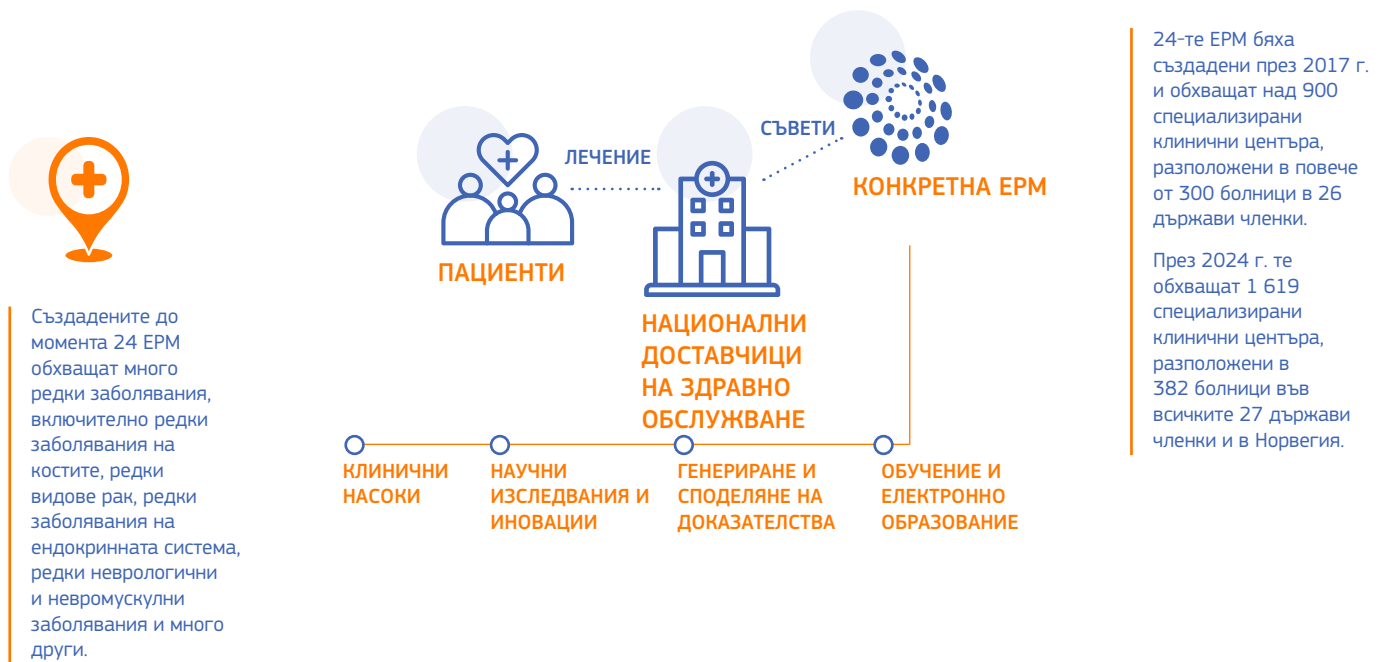 Създадените до
момента 24 ЕРМ
обхващат много
редки заболявания,
включително редки
заболявания на
костите, редки
видове рак, редки
заболявания на
ендокринната система,
редки неврологични
и невромускулни
заболявания и много
други.
ПАЦИЕНТИ
ЛЕЧЕНИЕ
НАЦИОНАЛНИ
ДОСТАВЧИЦИ
НА ЗДРАВНО
ОБСЛУЖВАНЕ
СЪВЕТИ
КОНКРЕТНА ЕРМ
КЛИНИЧНИ
НАСОКИ
НАУЧНИ
ИЗСЛЕДВАНИЯ И
ИНОВАЦИИ
ГЕНЕРИРАНЕ И
СПОДЕЛЯНЕ НА
ДОКАЗАТЕЛСТВА
ОБУЧЕНИЕ И
ЕЛЕКТРОННО
ОБРАЗОВАНИЕ
24-те ЕРМ бяха
създадени през 2017 г.
и обхващат над 900
специализирани
клинични центъра,
разположени в повече
от 300 болници в 26
държави членки.
През 2024 г. те
обхващат 1 619
специализирани
клинични центъра,
разположени в
382 болници във
всичките 27 държави
членки и в Норвегия.